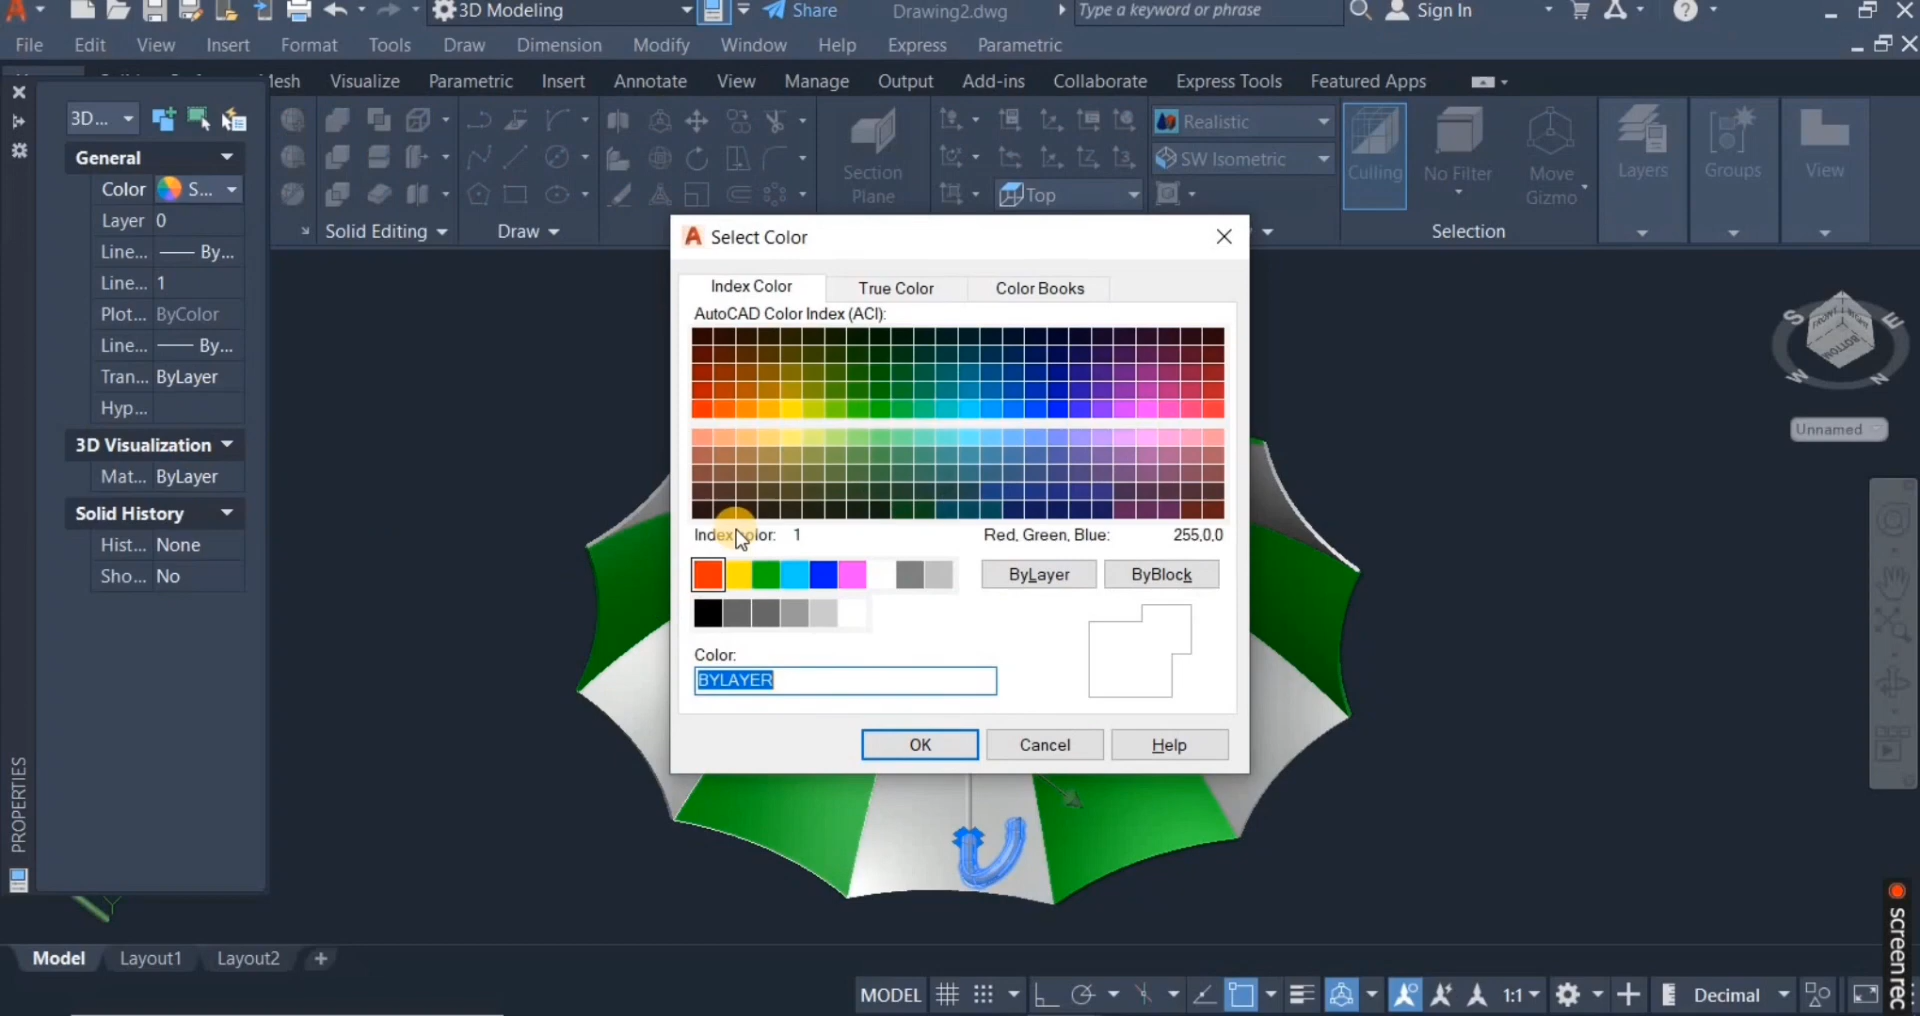 3D Modeling
Share
Drawing2.dwg
Type a keyword or phrase
Sign In
File Edit View Insert Format Tools Draw Dimension Modify Window Help Express Parametric
Mesh Visualize Parametric Insert Annotate View Manage Output Add-ins Collaborate Express Tools Featured Apps
3D...
General
Color S...
Layer 0
Line... By...
Line... 1
Plot... ByColor
Line... By...
Tran... ByLayer
Hyp...
3D Visualization
Mat... ByLayer
Solid History
Hist... None
Sho... No
PROPERTIES
Solid Editing
Draw
Section
Plane
Top
Realistic
SW Isometric
Culling
No Filter
Move
Gizmo
Selection
Layers
Groups
View
Select Color
Index Color True Color Color Books
AutoCAD Color Index (ACI):
Index color: 1
Red, Green, Blue: 255,0,0
ByLayer ByBlock
Color:
BYLAYER
OK Cancel Help
S E
FRONT
BOTTOM
W N
Unnamed
Model Layout1 Layout2 +
MODEL
1:1
Decimal
screenrec